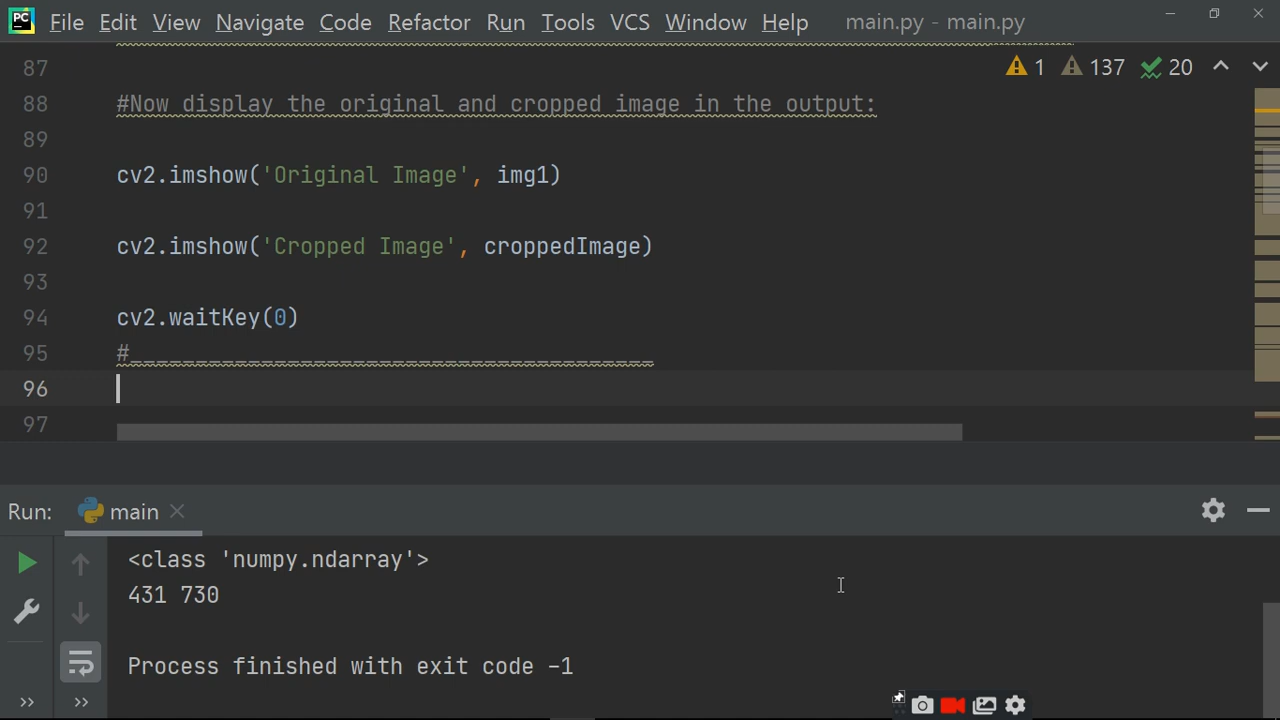 PC File Edit View Navigate Code Refactor Run Tools VCS Window Help main.py - main.py
1 137 20
87
88 #Now display the original and cropped image in the output:
89
90 cv2.imshow('Original Image', img1)
91
92 cv2.imshow('Cropped Image', croppedImage)
93
94 cv2.waitKey(0)
95 #________________________________________
96
97
Run: main
<class 'numpy.ndarray'>
431 730
Process finished with exit code -1